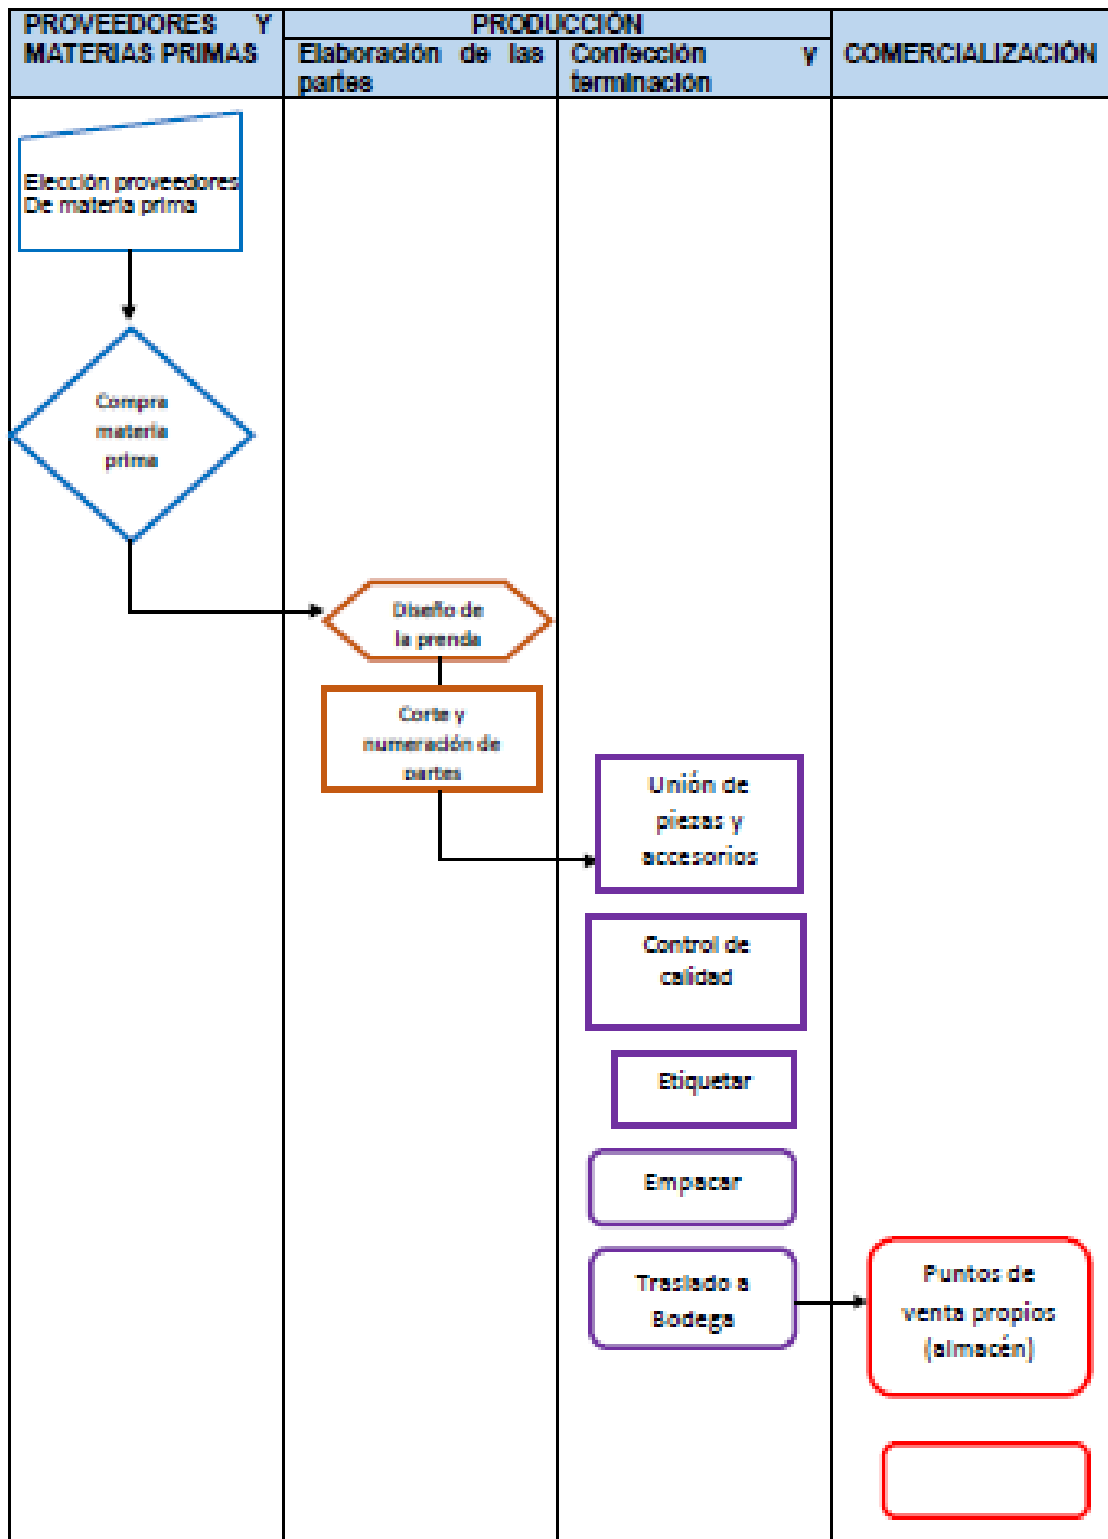 PROVEEDORES Y
MATERIAS PRIMAS
PRODUCCIÓN
Elaboración de las
partes
Confección y
terminación
COMERCIALIZACIÓN
Elección proveedores
De materia prima
Compra
materia
prima
Diseño de
la prenda
Corte y
numeración de
partes
Unión de
piezas y
accesorios
Control de
calidad
Etiquetar
Empacar
Traslado a
Bodega
Puntos de
venta propios
(almacén)